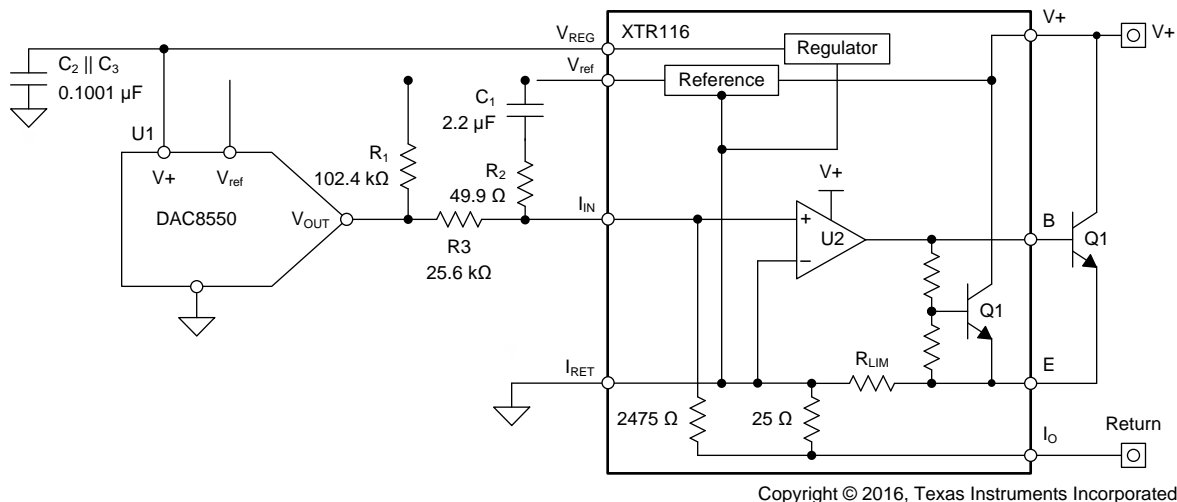 V+
V_REG
XTR116
Regulator
V+
C₂ || C₃
0.1001 µF
V_ref
Reference
C₁
2.2 µF
U1
R₁
102.4 kΩ
R₂
49.9 Ω
V+
V_ref
V+
DAC8550
V_OUT
I_IN
+
U2
−
B
Q1
R3
25.6 kΩ
Q1
R_LIM
I_RET
E
2475 Ω
25 Ω
Return
I_O
Copyright © 2016, Texas Instruments Incorporated